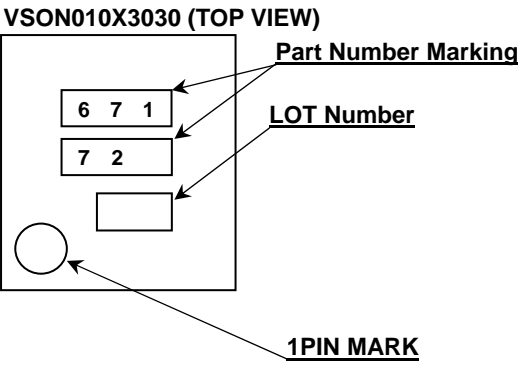 VSON010X3030 (TOP VIEW)
Part Number Marking
6 7 1
LOT Number
7 2
1PIN MARK